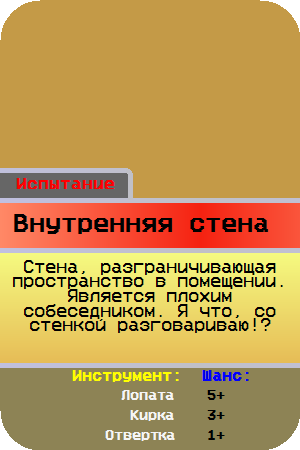 Испытание
Внутренняя стена
Стена, разграничивающая
пространство в помещении.
Является плохим
собеседником. Я что, со
стенкой разговариваю!?
Инструмент: Шанс:
Лопата 5+
Кирка 3+
Отвертка 1+